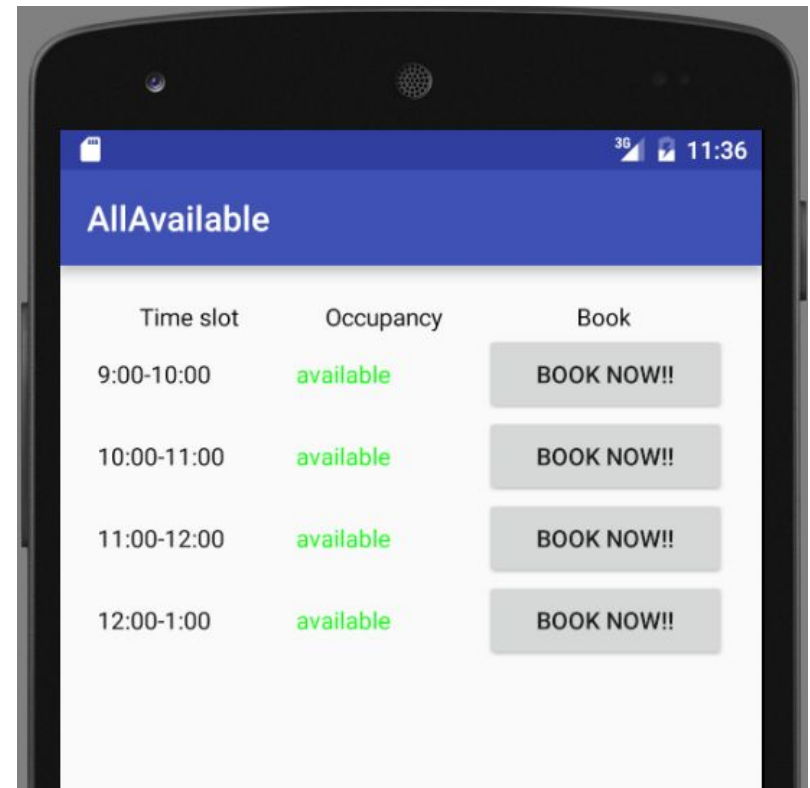 3G 11:36
AllAvailable
Time slot Occupancy Book
9:00-10:00 available BOOK NOW!!
10:00-11:00 available BOOK NOW!!
11:00-12:00 available BOOK NOW!!
12:00-1:00 available BOOK NOW!!